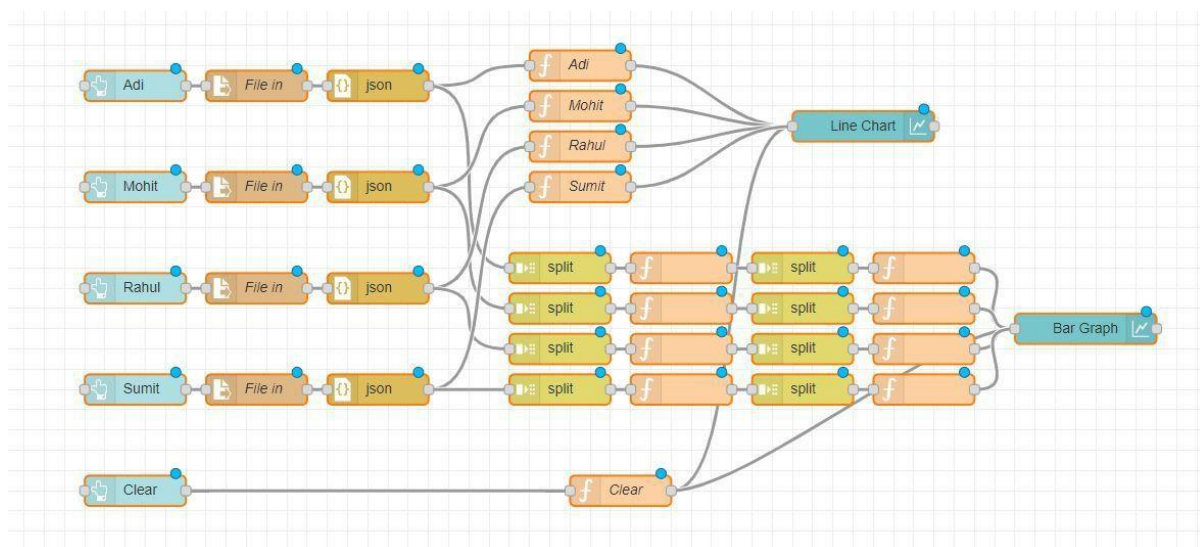 Adi
File in
{} json
f Adi
f Mohit
Line Chart
f Rahul
Mohit
File in
{} json
f Sumit
split
f
split
f
Rahul
File in
{} json
split
f
split
f
Bar Graph
split
f
split
f
Sumit
File in
{} json
split
f
split
f
Clear
f Clear